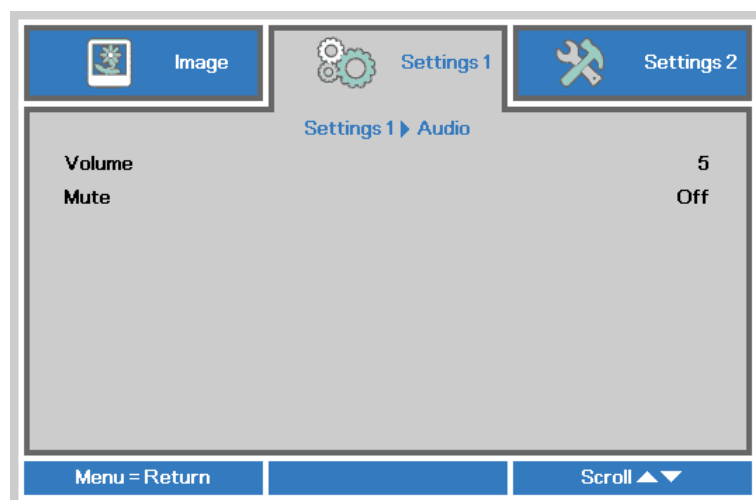 Image Settings 1 Settings 2
Settings 1 ▶ Audio
Volume 5
Mute Off
Menu = Return Scroll ▲▼